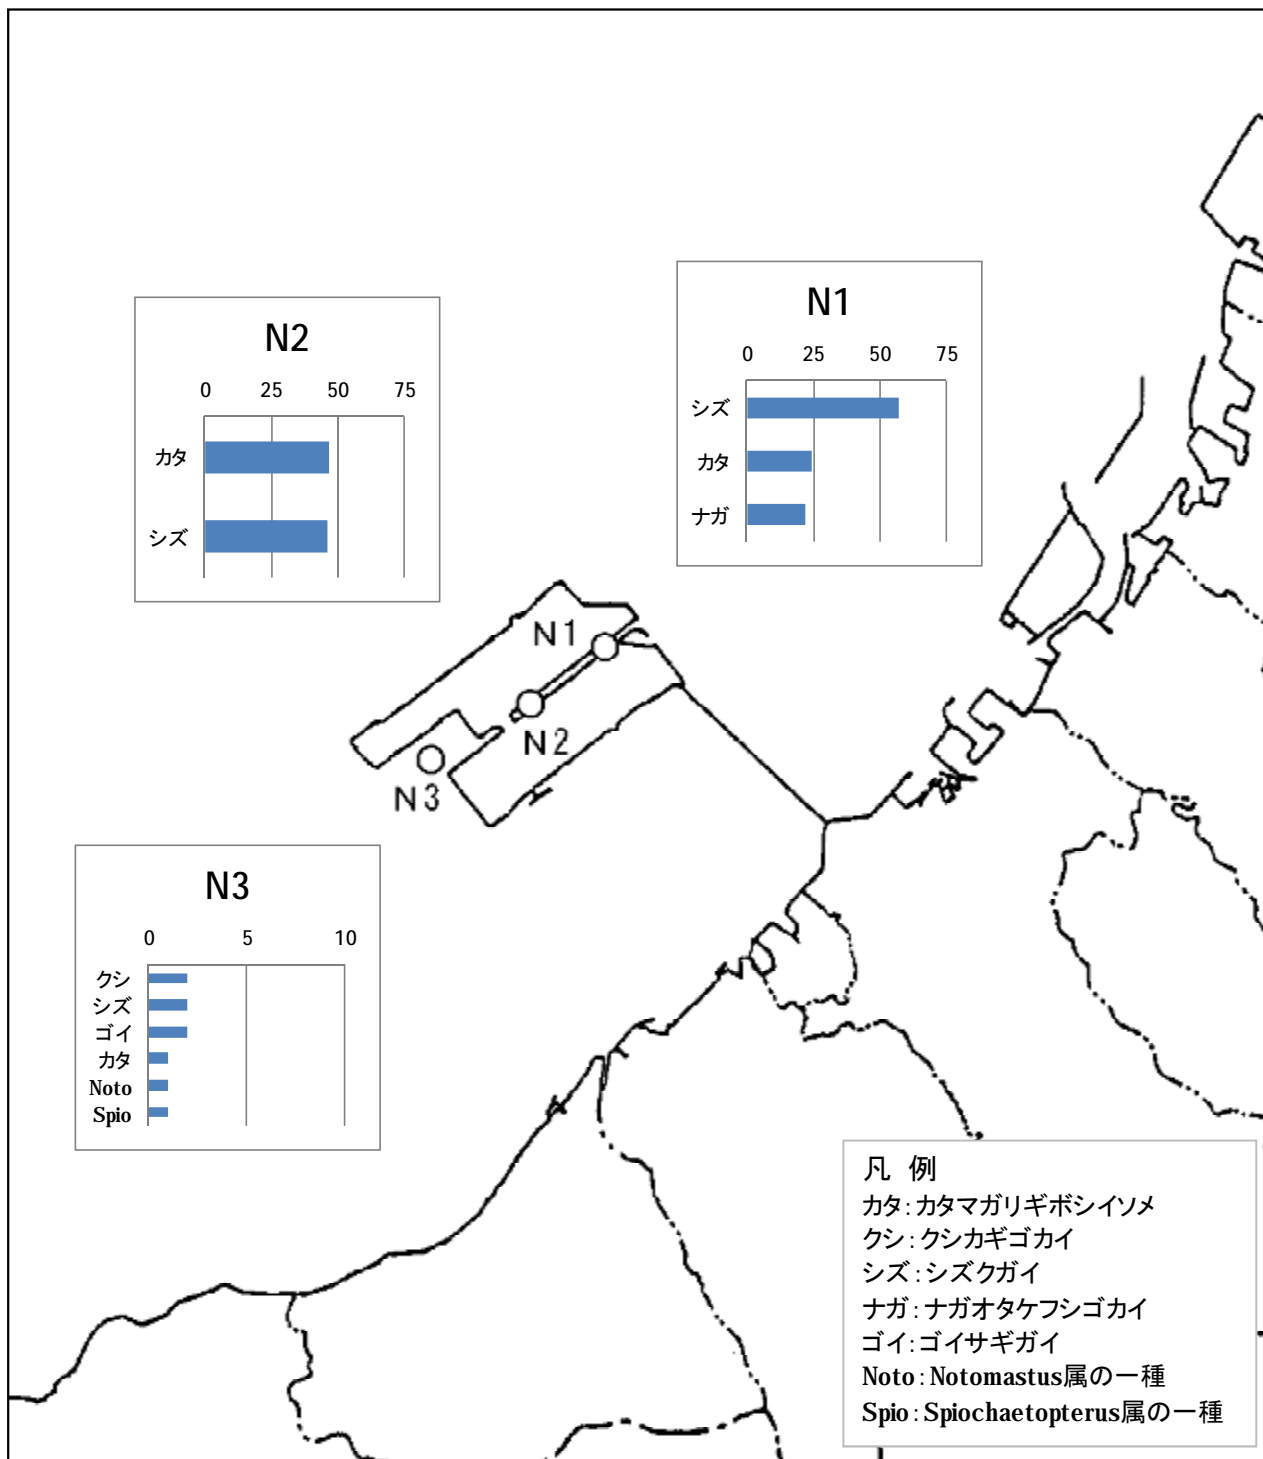 N2
0 25 50 75
カタ
シズ
N1
0 25 50 75
シズ
カタ
ナガ
N1
N2
N3
N3
0 5 10
クシ
シズ
ゴイ
カタ
Noto
Spio
凡 例
カタ:カタマガリギボシイソメ
クシ:クシカギゴカイ
シズ:シズクガイ
ナガ:ナガオタケフシゴカイ
ゴイ:ゴイサギガイ
Noto:Notomastus属の一種
Spio:Spiochaetopterus属の一種